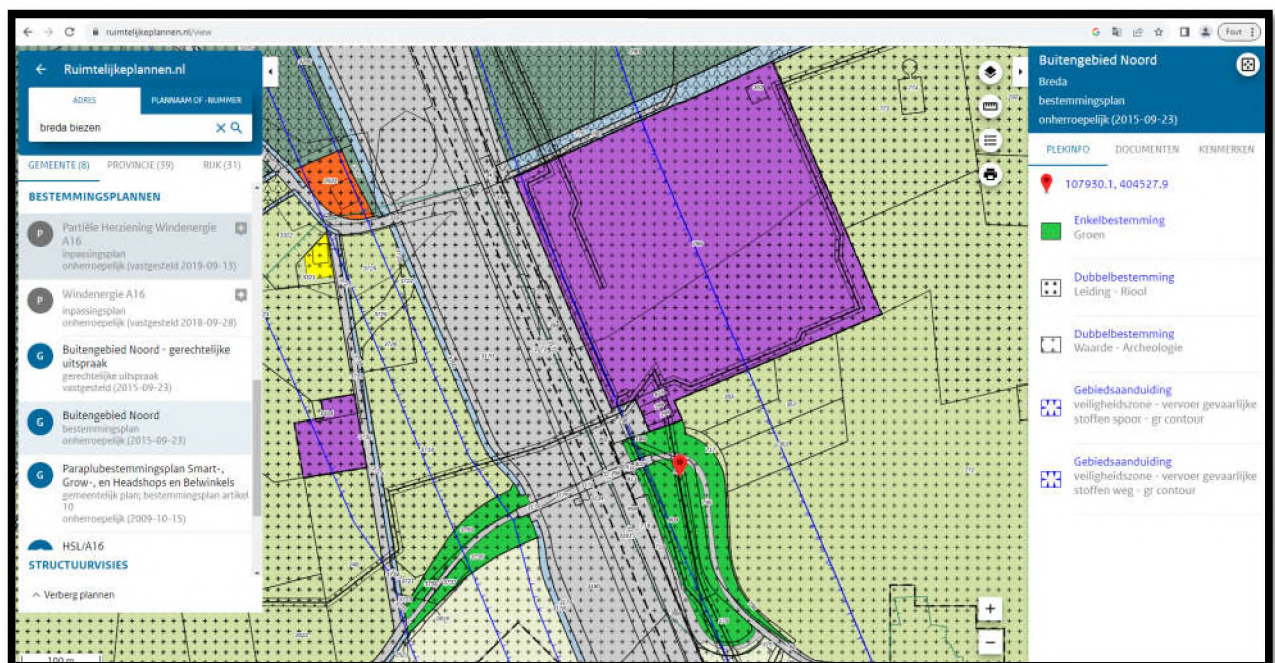 ruimtelijkeplannen.nl/view
Fout
Ruimtelijkeplannen.nl
ADRES
PLANNAAM OF -NUMMER
breda biezen
GEMEENTE (8)
PROVINCIE (39)
RIJK (31)
BESTEMMINGSPLANNEN
P
Partiële Herziening Windenergie
A16
inpassingsplan
onherroepelijk (vastgesteld 2019-09-13)
P
Windenergie A16
inpassingsplan
onherroepelijk (vastgesteld 2018-09-28)
G
Buitengebied Noord - gerechtelijke
uitspraak
gerechtelijke uitspraak
vastgesteld (2015-09-23)
G
Buitengebied Noord
bestemmingsplan
onherroepelijk (2015-09-23)
G
Paraplubestemmingsplan Smart-,
Grow-, en Headshops en Belwinkels
gemeentelijk plan; bestemmingsplan artikel
10
onherroepelijk (2009-10-15)
HSL/A16
STRUCTUURVISIES
Verberg plannen
100 m
+
−
Buitengebied Noord
Breda
bestemmingsplan
onherroepelijk (2015-09-23)
PLEKINFO
DOCUMENTEN
KENMERKEN
107930.1, 404527.9
Enkelbestemming
Groen
Dubbelbestemming
Leiding - Riool
Dubbelbestemming
Waarde - Archeologie
Gebiedsaanduiding
veiligheidszone - vervoer gevaarlijke
stoffen spoor - gr contour
Gebiedsaanduiding
veiligheidszone - vervoer gevaarlijke
stoffen weg - gr contour